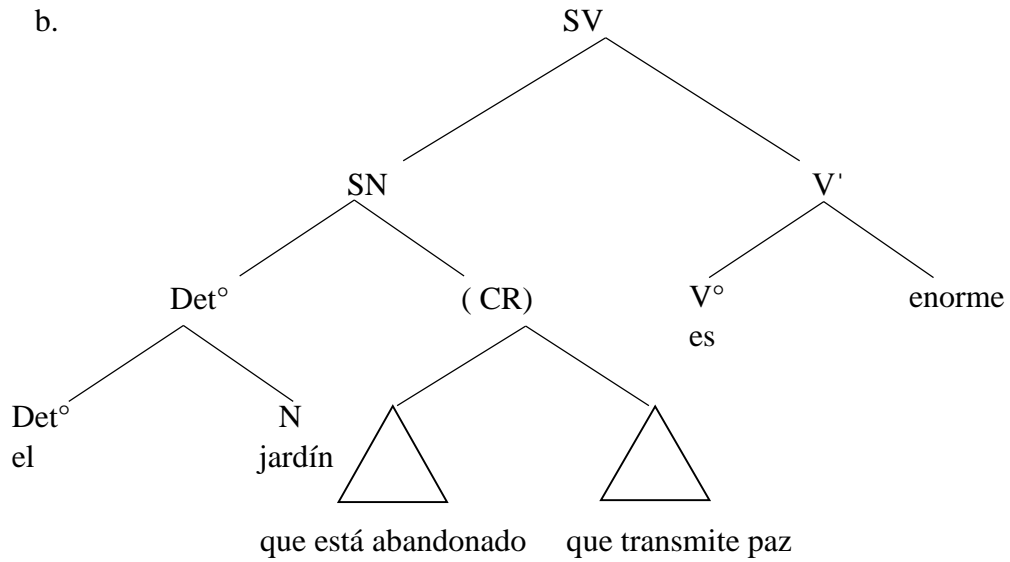 b. SV
SN V'
Det° ( CR) V° enorme
es
Det° N
el jardín
que está abandonado que transmite paz